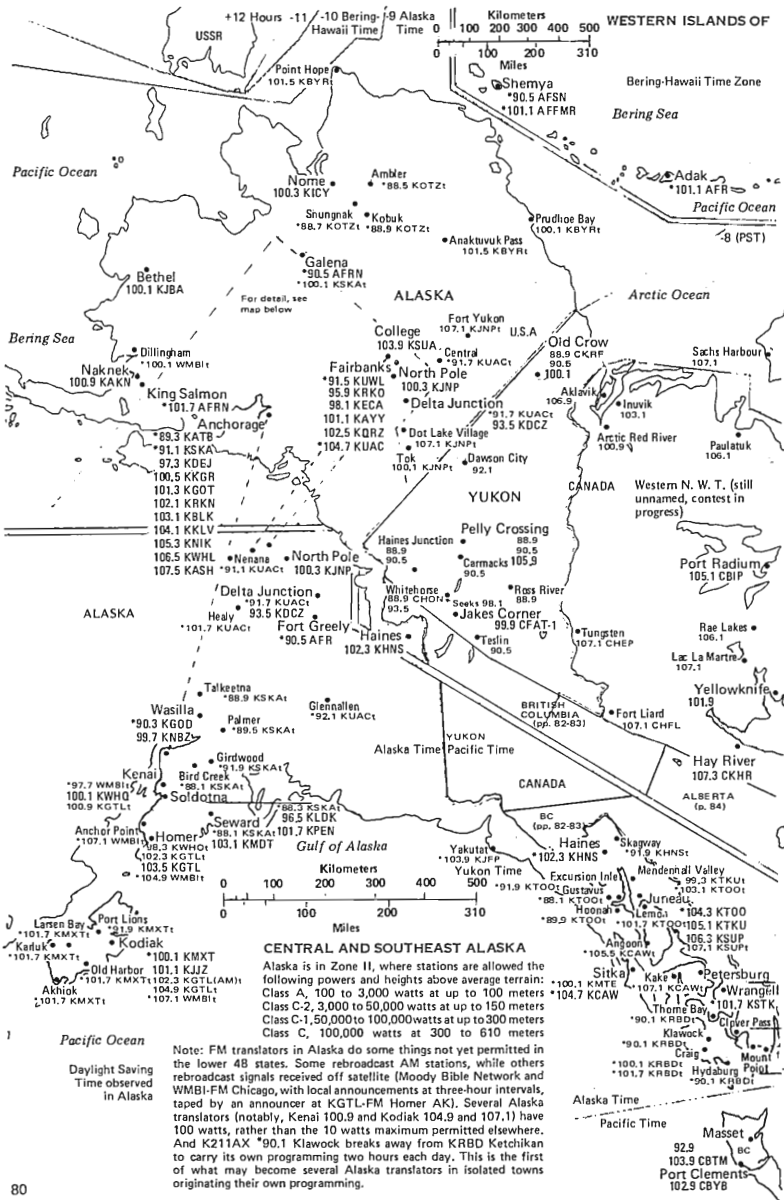 +12 Hours -11 -10 Bering- -9 Alaska
Hawaii Time Time
USSR
Kilometers
0 100 200 320 500
0 100 200 310
Miles
WESTERN ISLANDS OF
Point Hope
101.5 KBYRt
Shemya
*90.5 AFSN
*101.1 AFFMR
Bering-Hawaii Time Zone
Bering Sea
Adak
*101.1 AFR
Pacific Ocean
-8 (PST)
Pacific Ocean
Nome
100.3 KICY
Ambler
*88.5 KOTZt
Shungnak
*88.7 KOTZt
Kobuk
*88.9 KOTZt
Prudhoe Bay
100.1 KBYRt
Anaktuvuk Pass
101.5 KBYRt
Galena
*90.5 AFRN
*100.1 KSKAt
Bethel
100.1 KJBA
For detail, see
map below
ALASKA
Arctic Ocean
Bering Sea
Fort Yukon
107.1 KJNPt
U.S.A
College
103.9 KSUA
Central
*91.7 KUACt
Old Crow
88.9 CKRF
90.5
100.1
Sachs Harbour
107.1
Dillingham
*100.1 WMBIt
Naknek
100.9 KAKN
King Salmon
*101.7 AFRN
Fairbanks
*91.5 KUWL
95.9 KRKO
98.1 KECA
101.1 KAYY
102.5 KQRZ
*104.7 KUAC
North Pole
100.3 KJNP
Delta Junction
*91.7 KUACt
93.5 KDCZ
Aklavik
106.9
Inuvik
103.1
Arctic Red River
100.9
Paulatuk
106.1
Anchorage
*89.3 KATB
*91.1 KSKA
97.3 KDEJ
100.5 KKGR
101.3 KGOT
102.1 KRKN
103.1 KBLK
104.1 KKLV
105.3 KNIK
106.5 KWHL
107.5 KASH
Dot Lake Village
107.1 KJNPt
Tok
100.1 KJNPt
Dawson City
92.1
YUKON
CANADA
Western N.W.T. (still
unnamed, contest in
progress)
Haines Junction
88.9
90.5
Pelly Crossing
88.9
90.5
105.9
Carmacks
90.5
Port Radium
105.1 CBIP
Nenana
*91.1 KUACt
North Pole
100.3 KJNP
Whitehorse
88.9 CHON
93.5
Ross River
88.9
Seeks 98.1
Jakes Corner
99.9 CFAT-1
Teslin
90.5
ALASKA
Delta Junction
*91.7 KUACt
93.5 KDCZ
Healy
*101.7 KUACt
Fort Greely
*90.5 AFR
Haines
102.3 KHNS
Tungsten
107.1 CHEP
Rae Lakes
106.1
Lac La Martre
107.1
Yellowknife
101.9
Talkeetna
*88.9 KSKAt
Wasilla
*90.3 KGOD
99.7 KNBZ
Palmer
*89.5 KSKAt
Glennallen
*92.1 KUACt
BRITISH
COLUMBIA
(pp. 82-83)
Fort Liard
107.1 CHFL
YUKON
Alaska Time
Pacific Time
Hay River
107.3 CKHR
CANADA
ALBERTA
(p. 84)
Girdwood
*91.9 KSKAt
Bird Creek
*88.1 KSKAt
Kenai
*97.7 WMBIt
100.1 KWHQ
100.9 KGTLt
Soldotna
*88.3 KSKAt
96.5 KLDK
101.7 KPEN
Seward
*88.1 KSKAt
103.1 KMDT
Anchor Point
*107.1 WMBIt
Homer
98.3 KWHQt
102.3 KGTLt
103.5 KGTL
*104.9 WMBIt
Gulf of Alaska
BC
(pp. 82-83)
Yakutat
*103.9 KJFP
Yukon Time
Haines
*102.3 KHNS
Skagway
*91.9 KHNSt
Mendenhall Valley
99.3 KTKUt
*103.1 KTOOt
Excursion Inlet
*91.9 KTOOt
Gustavus
*88.1 KTOOt
Hoonah
*89.9 KTOOt
Juneau
*104.3 KTOO
105.1 KTKU
106.3 KSUP
107.1 KSUPt
Lemon
*101.7 KTOOt
Angoon
*105.5 KCAWt
Kilometers
0 100 200 310
0 100 200 310
Miles
Larsen Bay
*101.7 KMXTt
Port Lions
*91.9 KMXTt
Karluk
*101.7 KMXTt
Kodiak
*100.1 KMXT
101.1 KJJZ
102.3 KGTL(AM)t
104.9 KGTLt
*107.1 WMBIt
Old Harbor
*101.7 KMXTt
Akhiok
*101.7 KMXTt
Sitka
*100.1 KMTE
*104.7 KCAW
Kake
*107.1 KCAWt
Petersburg
Wrangell
*101.7 KSTK
Thorne Bay
*90.1 KRBDt
Clover Pass
Klawock
*90.1 KRBDt
Craig
*100.1 KRBDt
*101.7 KRBDt
Hydaburg
*90.1 KRBDt
Mount
Point
CENTRAL AND SOUTHEAST ALASKA
Alaska is in Zone II, where stations are allowed the
following powers and heights above average terrain:
Class A, 100 to 3,000 watts at up to 100 meters
Class C-2, 3,000 to 50,000 watts at up to 150 meters
Class C-1,50,000 to 100,000watts at up to 300 meters
Class C, 100,000 watts at 300 to 610 meters
Pacific Ocean
Daylight Saving
Time observed
in Alaska
Note: FM translators in Alaska do some things not yet permitted in
the lower 48 states. Some rebroadcast AM stations, while others
rebroadcast signals received off satellite (Moody Bible Network and
WMBI-FM Chicago, with local announcements at three-hour intervals,
taped by an announcer at KGTL-FM Homer AK). Several Alaska
translators (notably, Kenai 100.9 and Kodiak 104.9 and 107.1) have
100 watts, rather than the 10 watts maximum permitted elsewhere.
And K211AX *90.1 Klawock breaks away from KRBD Ketchikan
to carry its own programming two hours each day. This is the first
of what may become several Alaska translators in isolated towns
originating their own programming.
Alaska Time
Pacific Time
Masset
92.9
103.9 CBTM
BC
Port Clements
102.9 CBYB
80